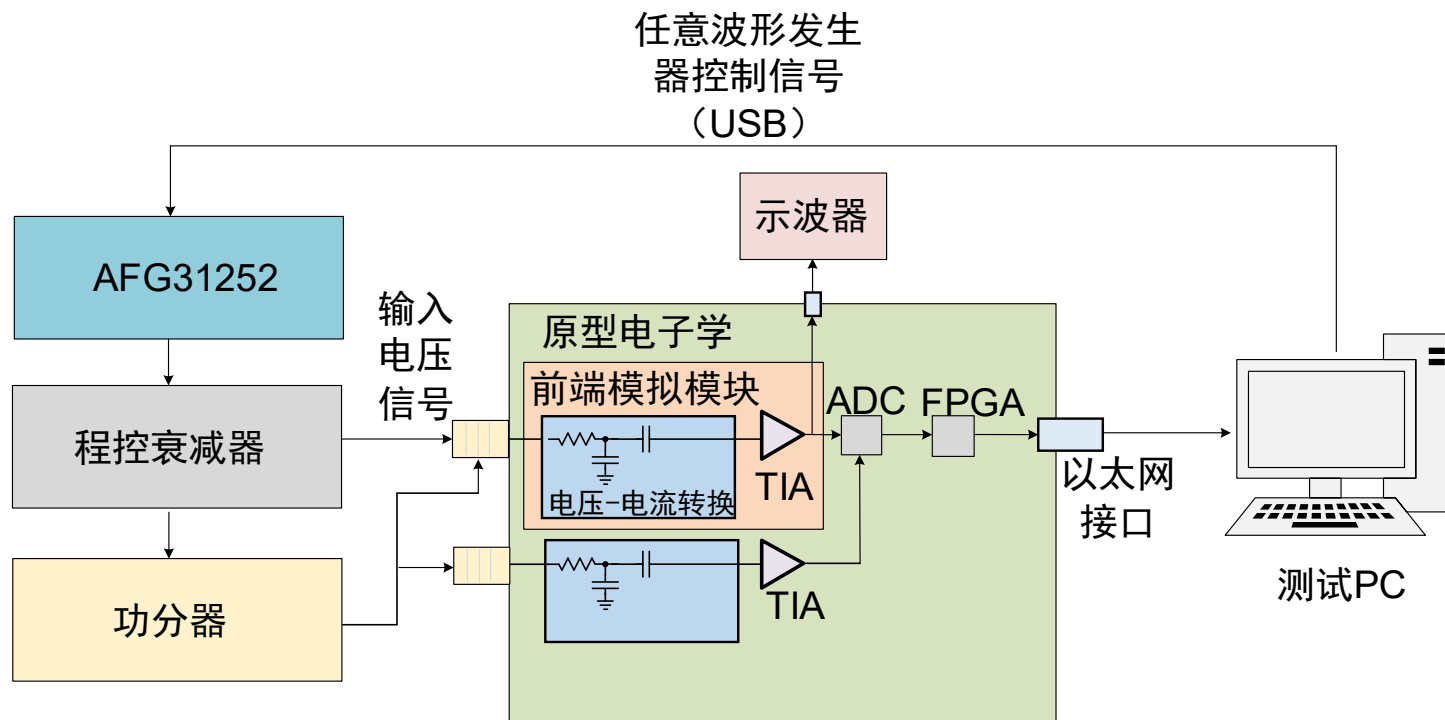 任意波形发生
器控制信号
（USB）
示波器
AFG31252
输入
电压
信号
原型电子学
前端模拟模块
ADC
FPGA
程控衰减器
TIA
电压-电流转换
以太网
接口
测试PC
功分器
TIA